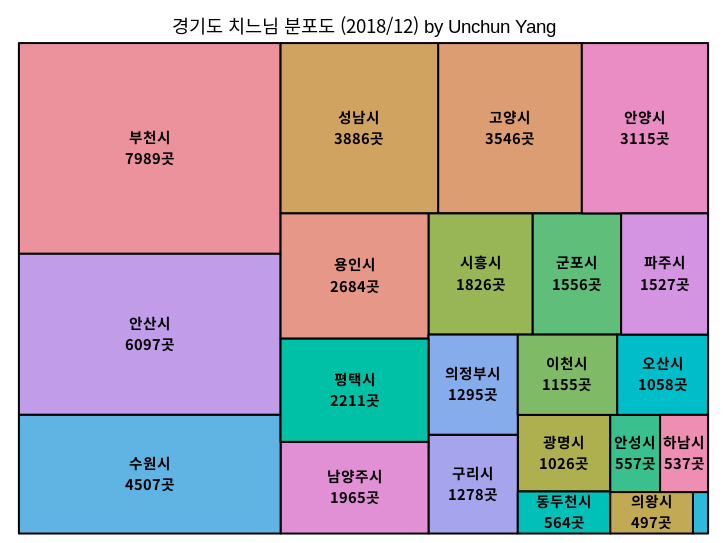 경기도 치느님 분포도 (2018/12) by Unchun Yang
부천시
7989곳
성남시
3886곳
고양시
3546곳
안양시
3115곳
용인시
2684곳
시흥시
1826곳
군포시
1556곳
파주시
1527곳
안산시
6097곳
평택시
2211곳
의정부시
1295곳
이천시
1155곳
오산시
1058곳
수원시
4507곳
남양주시
1965곳
구리시
1278곳
광명시
1026곳
안성시
557곳
하남시
537곳
동두천시
564곳
의왕시
497곳